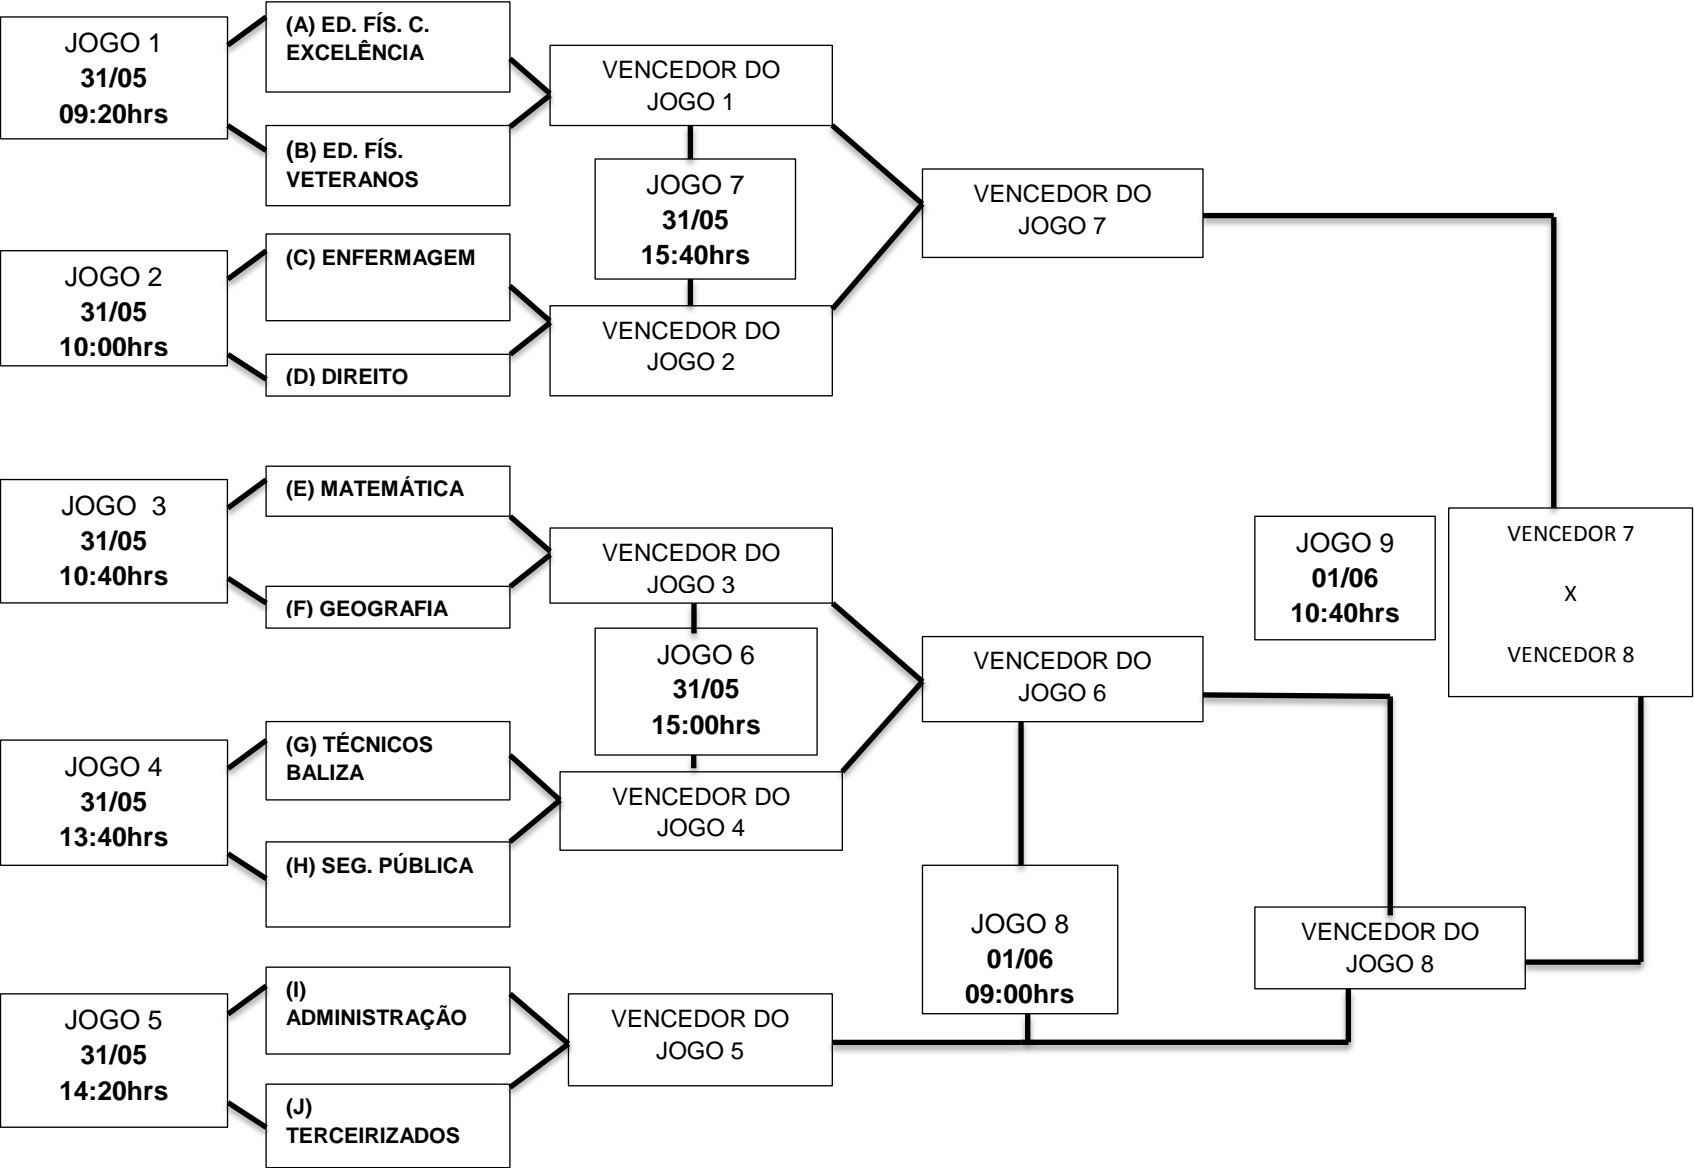 JOGO 1
31/05
09:20hrs
(A) ED. FÍS. C.
EXCELÊNCIA
(B) ED. FÍS.
VETERANOS
VENCEDOR DO
JOGO 1
JOGO 7
31/05
15:40hrs
VENCEDOR DO
JOGO 7
JOGO 2
31/05
10:00hrs
(C) ENFERMAGEM
(D) DIREITO
VENCEDOR DO
JOGO 2
JOGO 3
31/05
10:40hrs
(E) MATEMÁTICA
(F) GEOGRAFIA
VENCEDOR DO
JOGO 3
JOGO 6
31/05
15:00hrs
VENCEDOR DO
JOGO 6
JOGO 9
01/06
10:40hrs
VENCEDOR 7
X
VENCEDOR 8
JOGO 4
31/05
13:40hrs
(G) TÉCNICOS
BALIZA
(H) SEG. PÚBLICA
VENCEDOR DO
JOGO 4
JOGO 8
01/06
09:00hrs
VENCEDOR DO
JOGO 8
JOGO 5
31/05
14:20hrs
(I)
ADMINISTRAÇÃO
(J)
TERCEIRIZADOS
VENCEDOR DO
JOGO 5